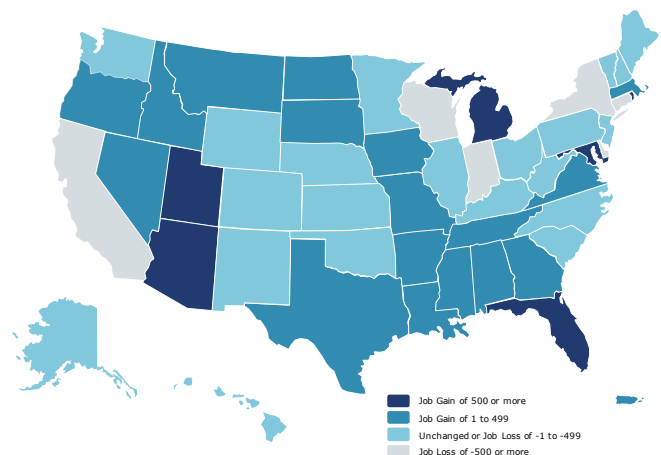 Job Gain of 500 or more
Job Gain of 1 to 499
Unchanged or Job Loss of -1 to -499
Job Loss of -500 or more